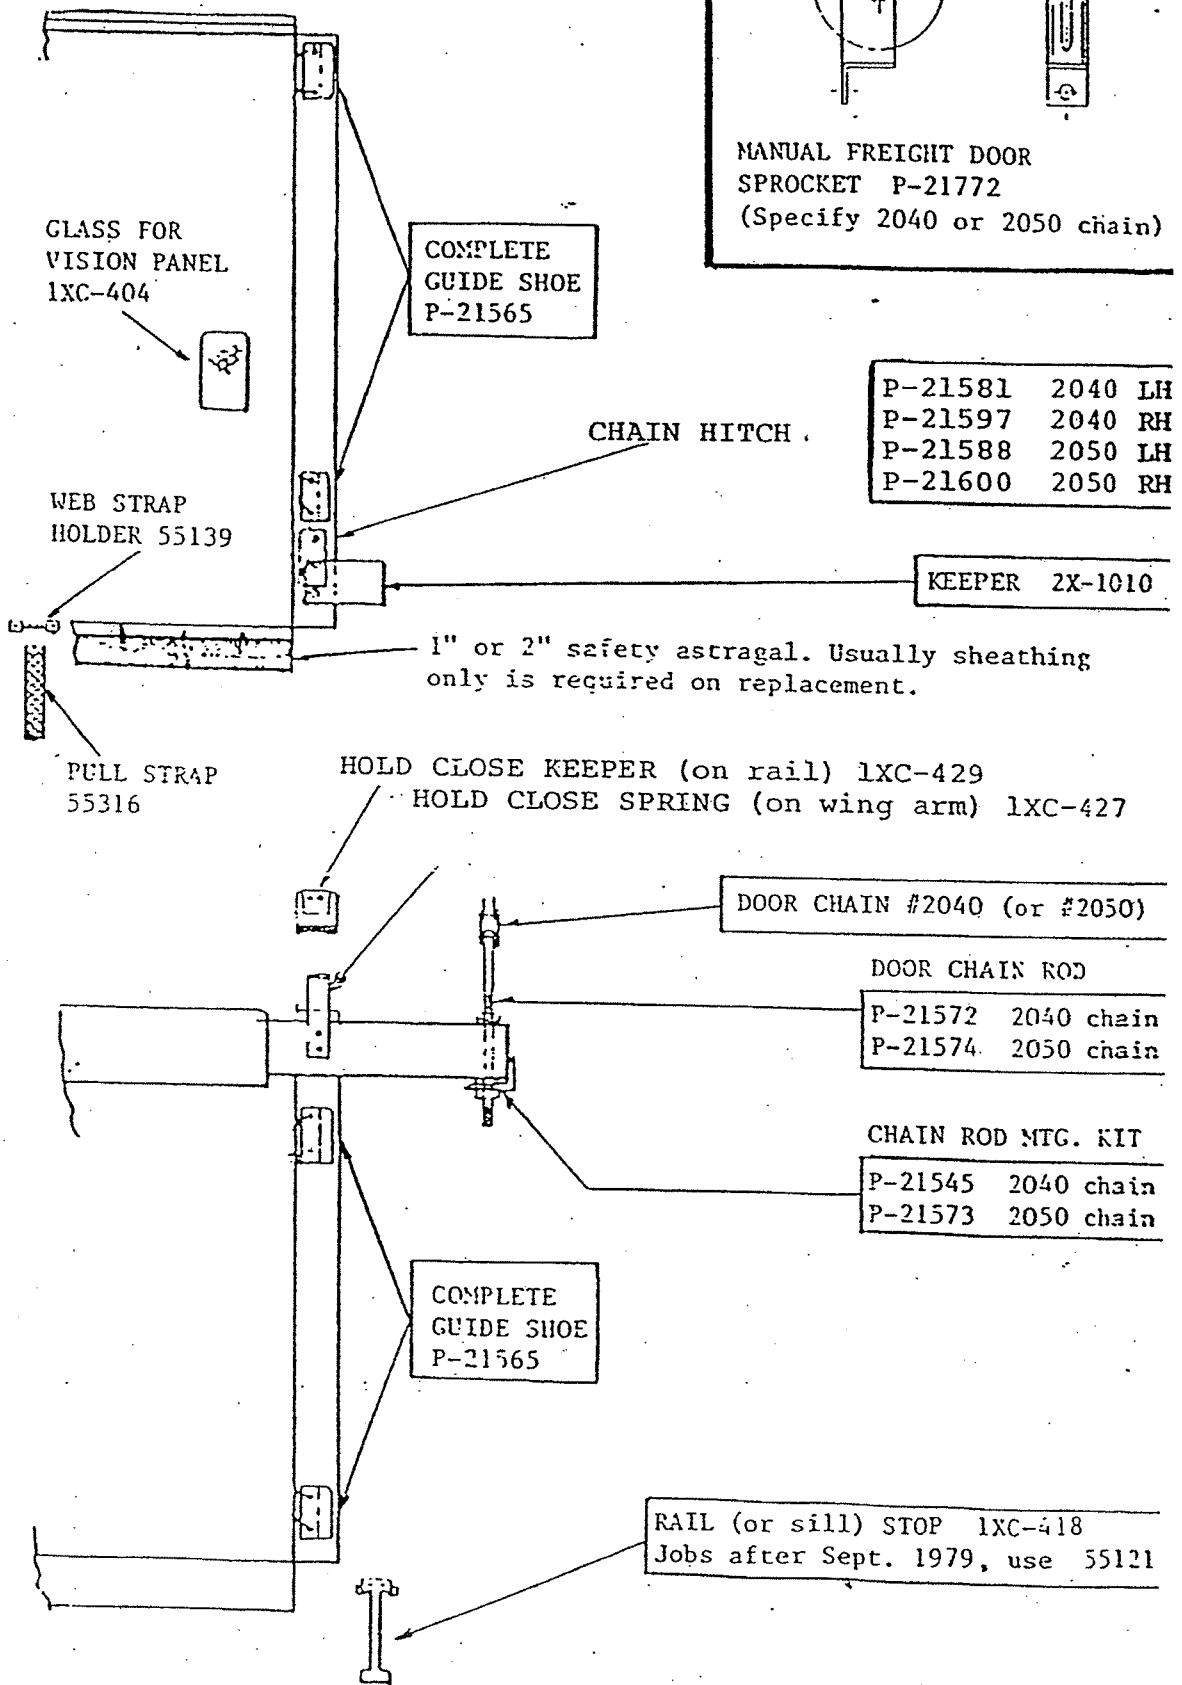 MANUAL FREIGHT DOOR
SPROCKET P-21772
(Specify 2040 or 2050 chain)
GLASS FOR
VISION PANEL
1XC-404
COMPLETE
GUIDE SHOE
P-21565
P-21581 2040 LH
P-21597 2040 RH
P-21588 2050 LH
P-21600 2050 RH
CHAIN HITCH
WEB STRAP
HOLDER 55139
KEEPER 2X-1010
1" or 2" safety astragal. Usually sheathing
only is required on replacement.
PULL STRAP
55316
HOLD CLOSE KEEPER (on rail) 1XC-429
HOLD CLOSE SPRING (on wing arm) 1XC-427
DOOR CHAIN #2040 (or #2050)
DOOR CHAIN ROD
P-21572 2040 chain
P-21574 2050 chain
CHAIN ROD MTG. KIT
P-21545 2040 chain
P-21573 2050 chain
COMPLETE
GUIDE SHOE
P-21565
RAIL (or sill) STOP 1XC-418
Jobs after Sept. 1979, use 55121